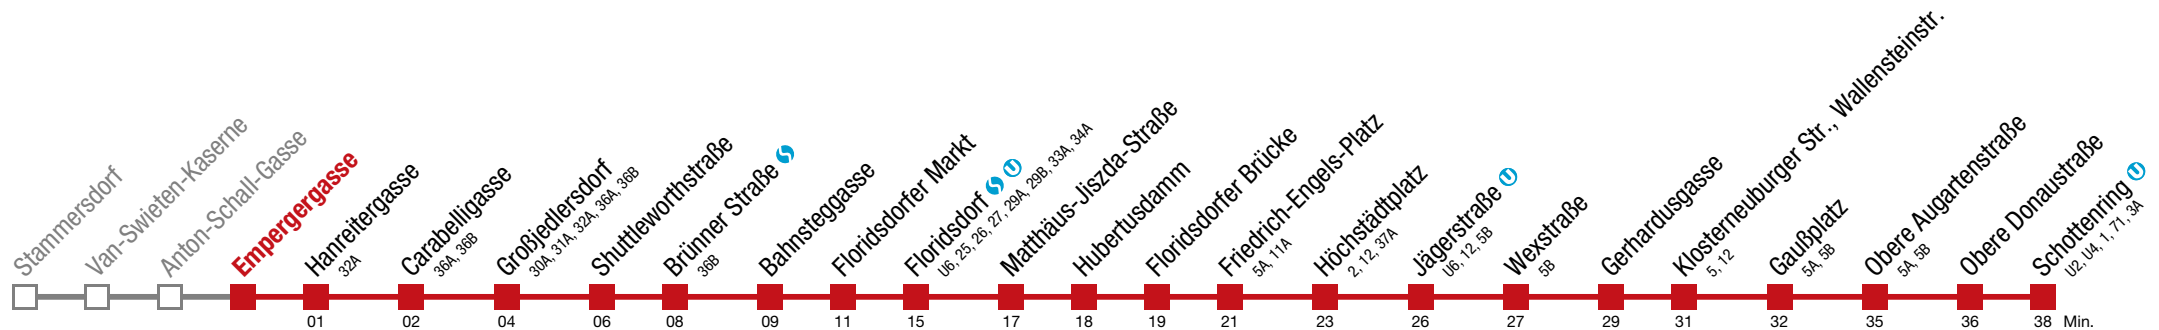 Stammersdorf
Van-Swieten-Kaserne
Anton-Schall-Gasse
Empergergasse
Hanreitergasse
32A
Carabelligasse
36A, 36B
Großjedlersdorf
30A, 31A, 32A, 36A, 36B
Shuttleworthstraße
Brünner Straße S
36B
Bahnsteggasse
Floridsdorfer Markt
Floridsdorf S U
U6, 25, 26, 27, 29A, 29B, 33A, 34A
Matthäus-Jiszda-Straße
Hubertusdamm
Floridsdorfer Brücke
Friedrich-Engels-Platz
5A, 11A
Höchstädtplatz
2, 12, 37A
Jägerstraße U
U6, 12, 5B
Wexstraße
5B
Gerhardusgasse
Klosterneuburger Str., Wallensteinstr.
5, 12
Gaußplatz
5A, 5B
Obere Augartenstraße
5A, 5B
Obere Donaustraße
Schottenring U
U2, U4, 1, 71, 3A
01 02 04 06 08 09 11 15 17 18 19 21 23 26 27 29 31 32 35 36 38 Min.